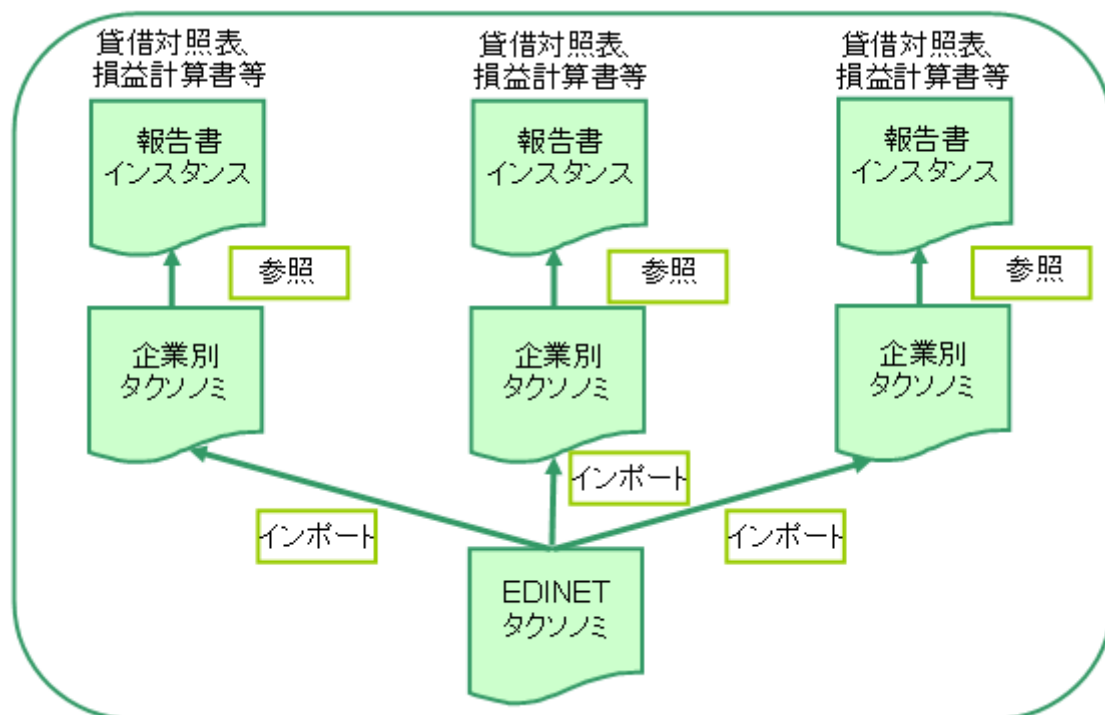 貸借対照表、
損益計算書等
貸借対照表、
損益計算書等
貸借対照表、
損益計算書等
報告書
インスタンス
報告書
インスタンス
報告書
インスタンス
参照
参照
参照
企業別
タクソノミ
企業別
タクソノミ
企業別
タクソノミ
インポート
インポート
インポート
EDINET
タクソノミ